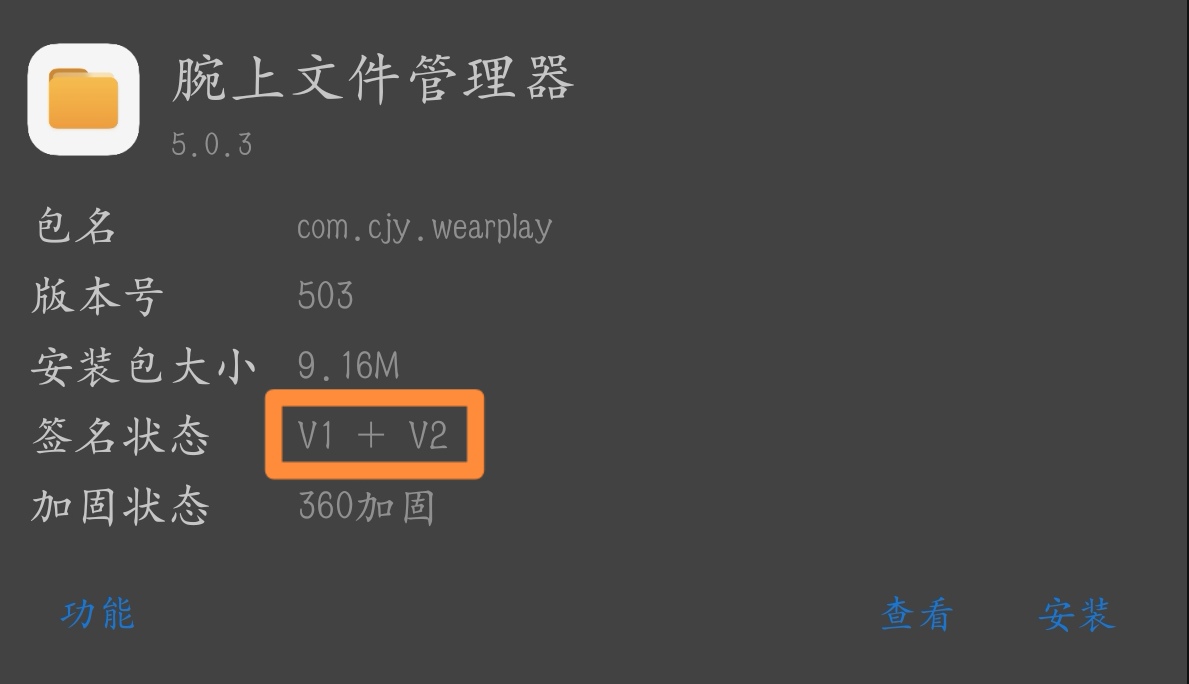 腕上文件管理器
5.0.3
包名 com.cjy.wearplay
版本号 503
安装包大小 9.16M
签名状态 V1 + V2
加固状态 360加固
功能 查看 安装